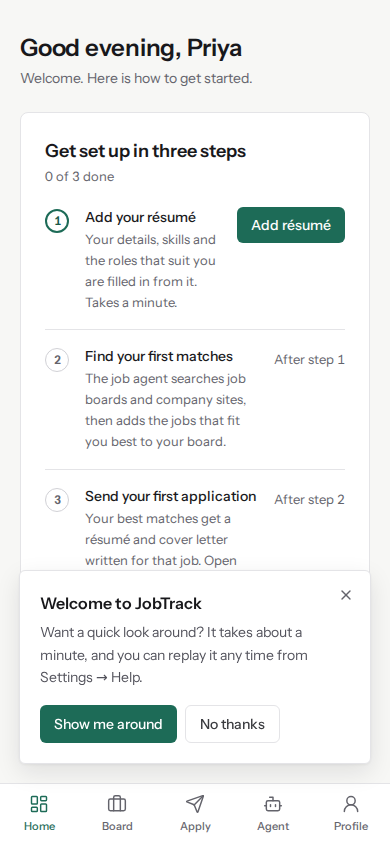 Good evening, Priya
Welcome. Here is how to get started.
Get set up in three steps
0 of 3 done
1
Add your résumé
Your details, skills and
the roles that suit you
are filled in from it.
Takes a minute.
Add résumé
2
Find your first matches
The job agent searches job
boards and company sites,
then adds the jobs that fit
you best to your board.
After step 1
3
Send your first application
Your best matches get a
résumé and cover letter
written for that job. Open
After step 2
Welcome to JobTrack
Want a quick look around? It takes about a
minute, and you can replay it any time from
Settings → Help.
Show me around
No thanks
Home
Board
Apply
Agent
Profile